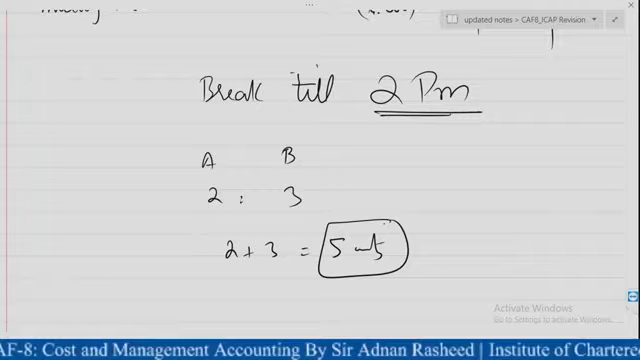 updated notes > CAF8_ICAP Revision
Break till 2 Pm
A B
2 : 3
2 + 3 = 5
Activate Windows
Go to Settings to activate Windows.
AF-8: Cost and Management Accounting By Sir Adnan Rasheed | Institute of Chartere